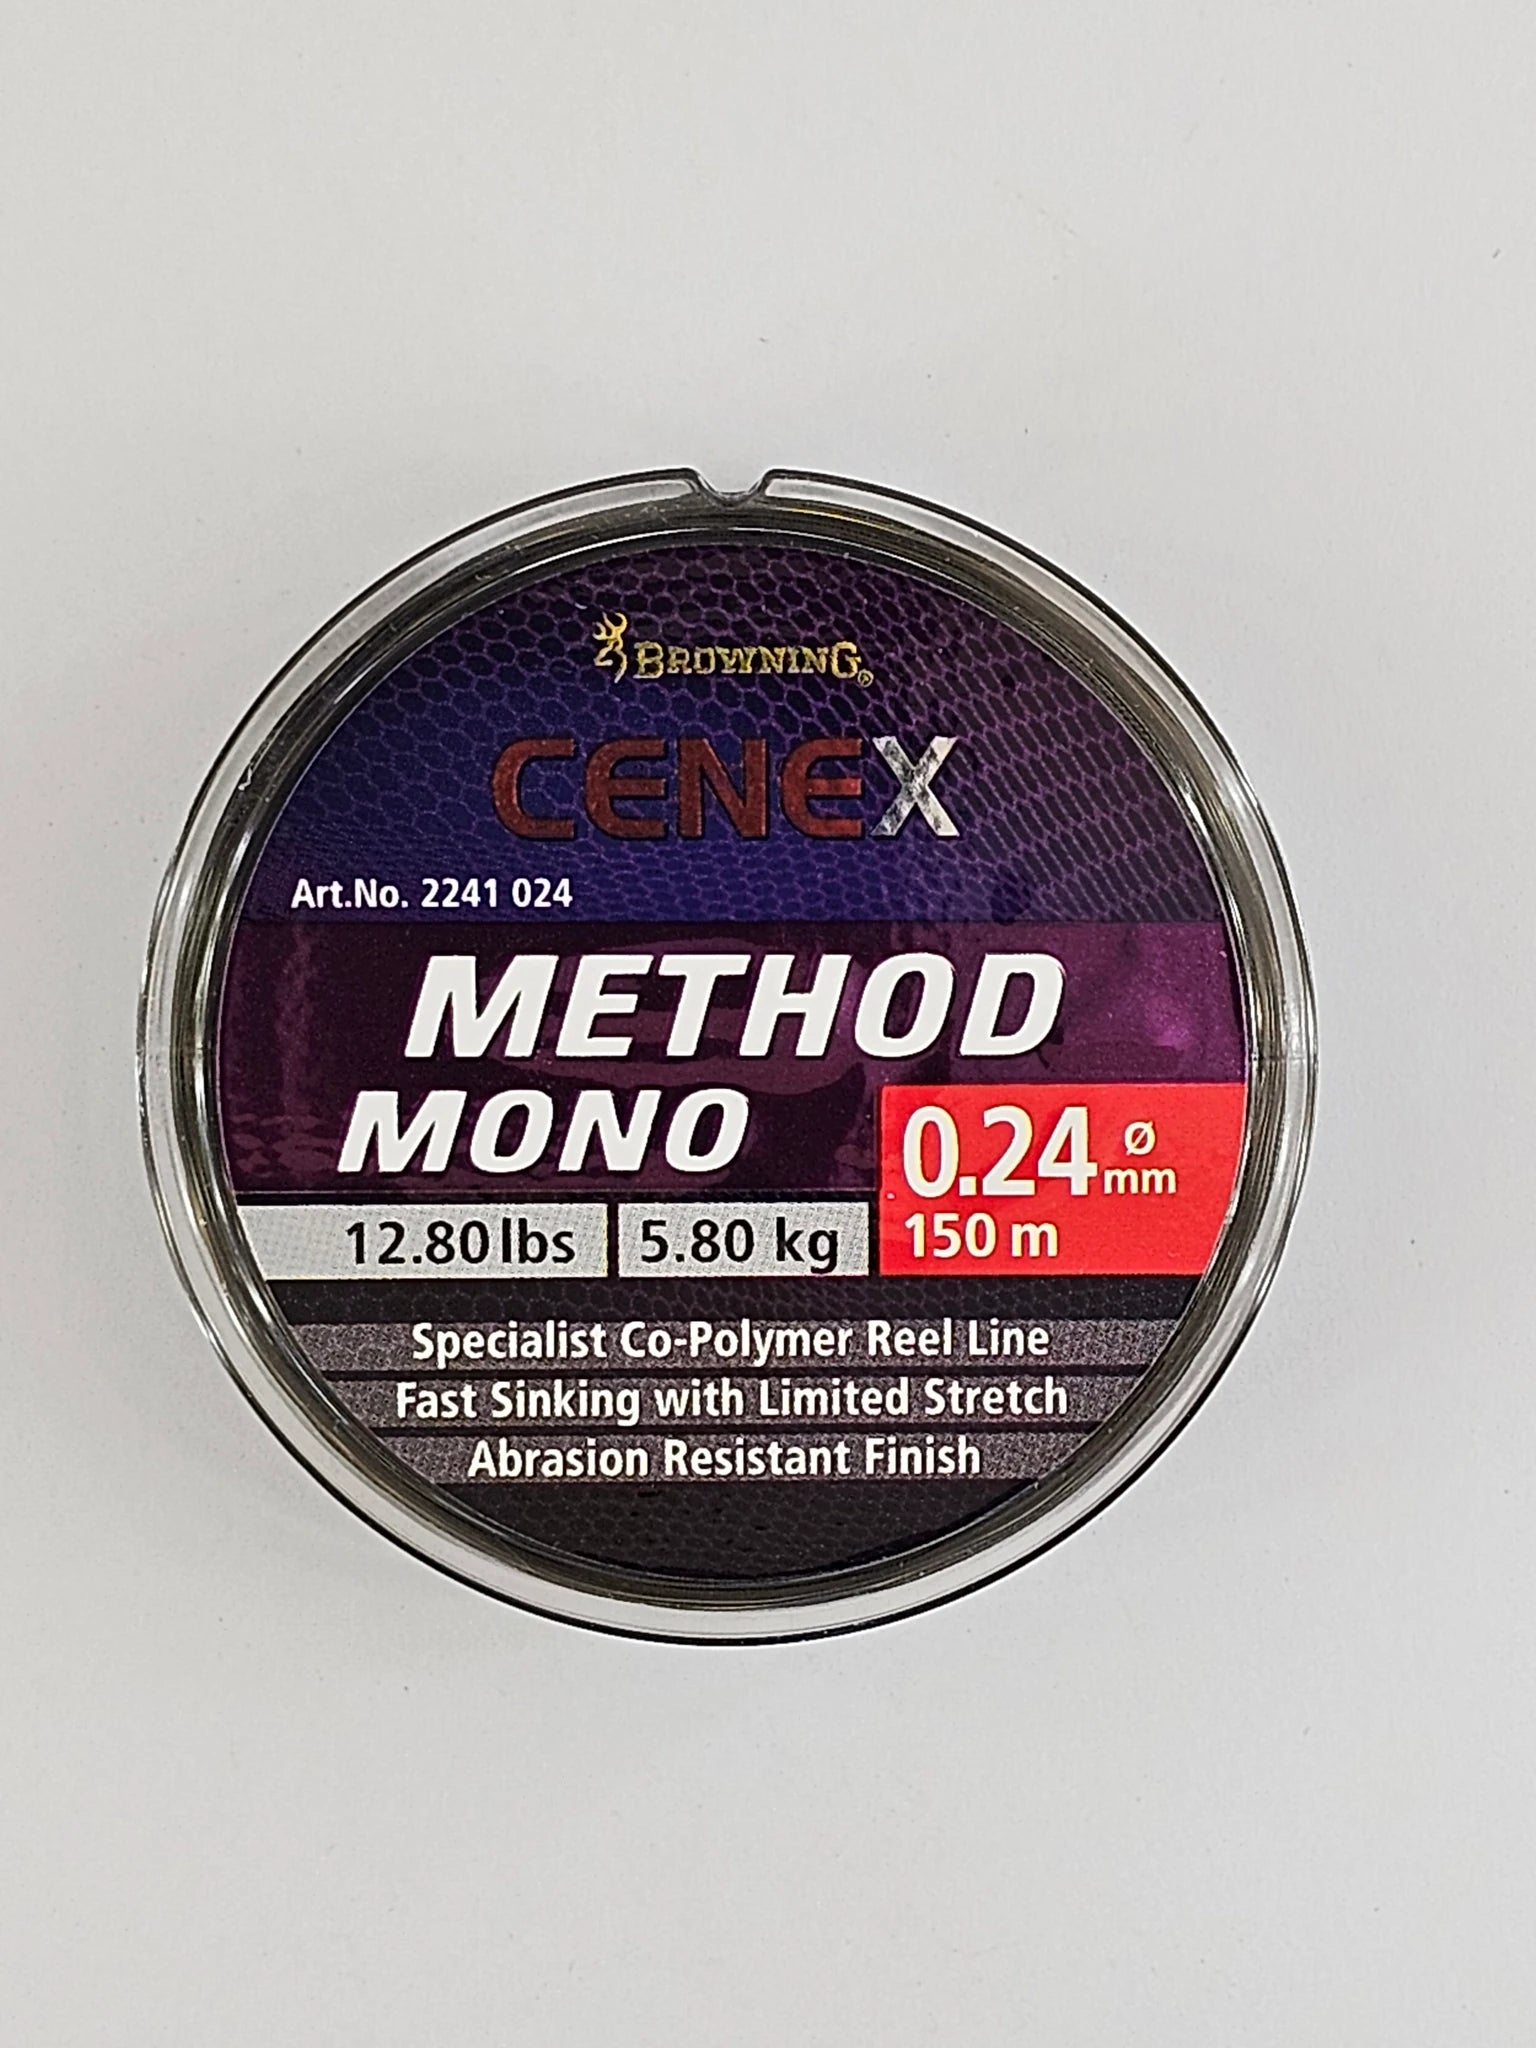 BROWNING®
CENEX
Art.No. 2241 024
METHOD
MONO
0.24 ø mm
12.80 lbs 5.80 kg 150 m
Specialist Co-Polymer Reel Line
Fast Sinking with Limited Stretch
Abrasion Resistant Finish